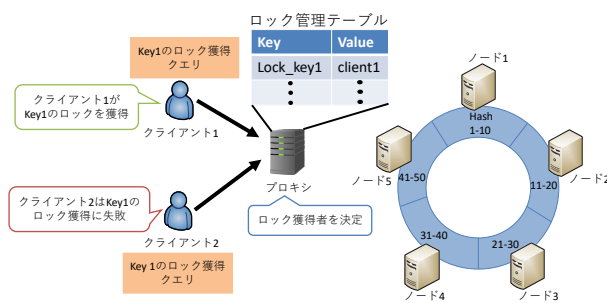 ロック管理テーブル
Key Value
Lock_key1 client1
Key1のロック獲得
クエリ
クライアント1が
Key1のロックを獲得
クライアント1
クライアント2はKey1の
ロック獲得に失敗
クライアント2
Key 1のロック獲得
クエリ
プロキシ
ロック獲得者を決定
ノード1
Hash
1-10
ノード2
11-20
ノード3
21-30
ノード4
31-40
ノード5
41-50